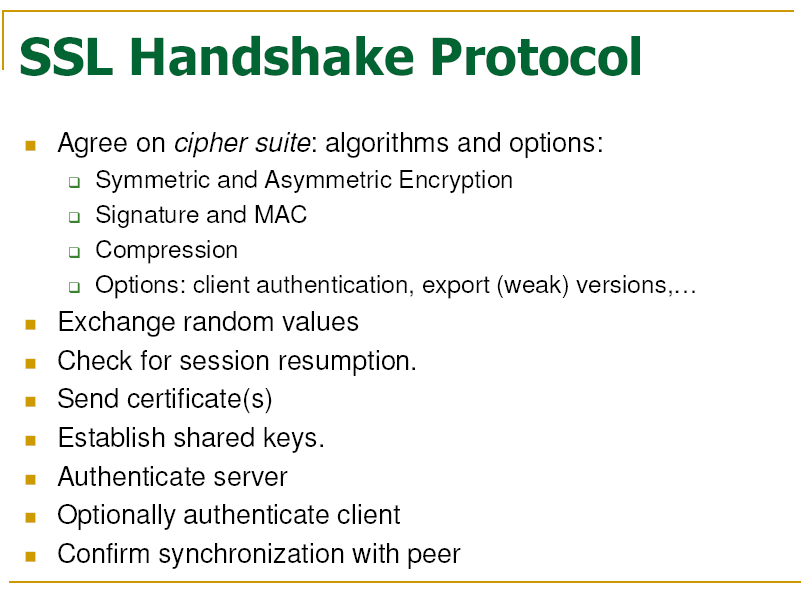 SSL Handshake Protocol
Agree on cipher suite: algorithms and options:
Symmetric and Asymmetric Encryption
Signature and MAC
Compression
Options: client authentication, export (weak) versions,…
Exchange random values
Check for session resumption.
Send certificate(s)
Establish shared keys.
Authenticate server
Optionally authenticate client
Confirm synchronization with peer